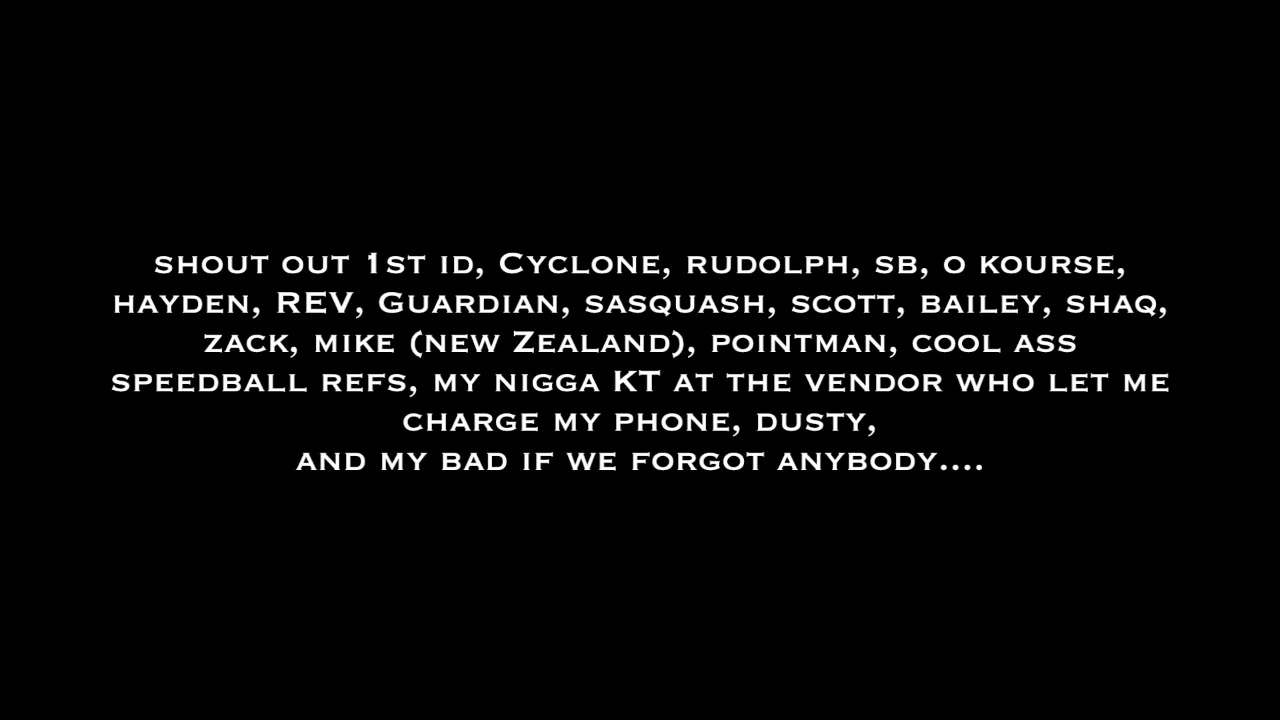 shout out 1st id, Cyclone, rudolph, sb, o kourse,
hayden, REV, Guardian, sasquash, scott, bailey, shaq,
zack, mike (new Zealand), pointman, cool ass
speedball refs, my nigga KT at the vendor who let me
charge my phone, dusty,
and my bad if we forgot anybody....